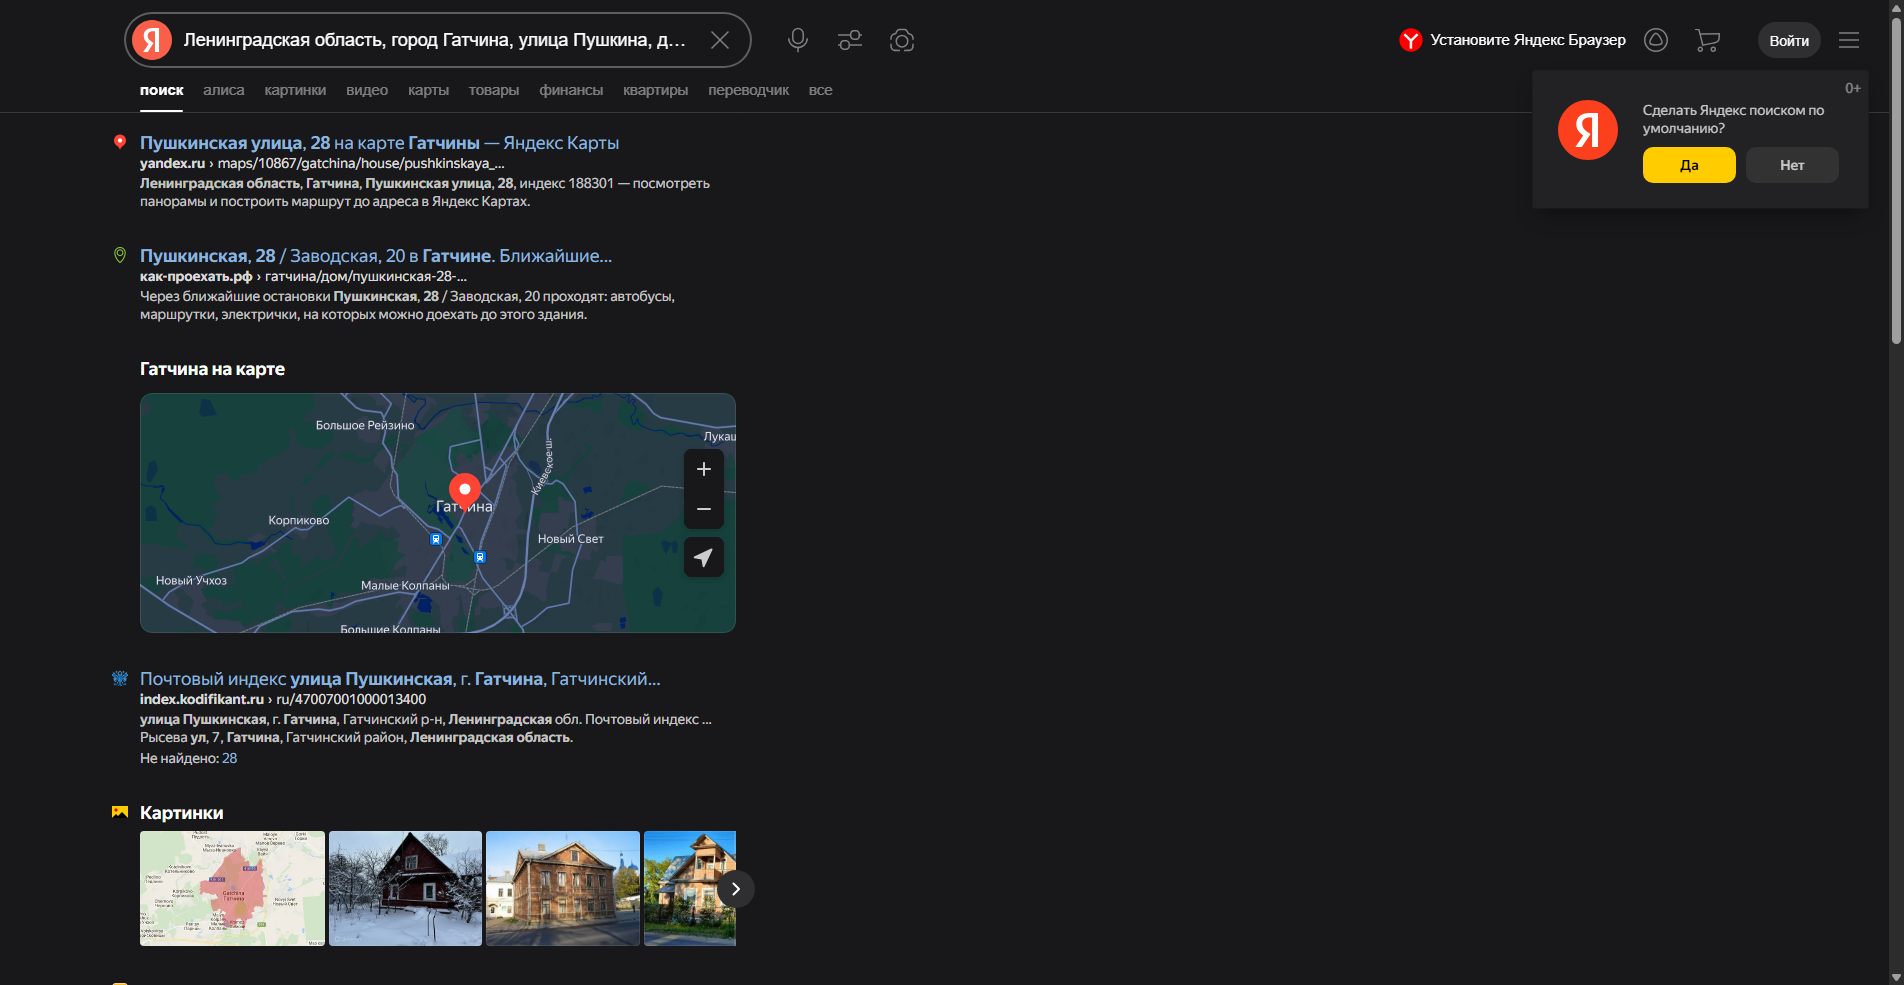 Я Ленинградская область, город Гатчина, улица Пушкина, д...
Установите Яндекс Браузер
Войти
поиск алиса картинки видео карты товары финансы квартиры переводчик все
0+
Сделать Яндекс поиском по
умолчанию?
Я
Да Нет
Пушкинская улица, 28 на карте Гатчины — Яндекс Карты
yandex.ru › maps/10867/gatchina/house/pushkinskaya_...
Ленинградская область, Гатчина, Пушкинская улица, 28, индекс 188301 — посмотреть
панорамы и построить маршрут до адреса в Яндекс Картах.
Пушкинская, 28 / Заводская, 20 в Гатчине. Ближайшие...
как-проехать.рф › гатчина/дом/пушкинская-28-...
Через ближайшие остановки Пушкинская, 28 / Заводская, 20 проходят: автобусы,
маршрутки, электрички, на которых можно доехать до этого здания.
Гатчина на карте
Большое Рейзино
Лукаш
Киевское ш.
Гатчина
Корпиково
Новый Свет
Новый Учхоз
Малые Колпаны
Большие Колпаны
Почтовый индекс улица Пушкинская, г. Гатчина, Гатчинский...
index.kodifikant.ru › ru/47007001000013400
улица Пушкинская, г. Гатчина, Гатчинский р-н, Ленинградская обл. Почтовый индекс ...
Рысева ул, 7, Гатчина, Гатчинский район, Ленинградская область.
Не найдено: 28
Картинки
Gatchina
Гатчина